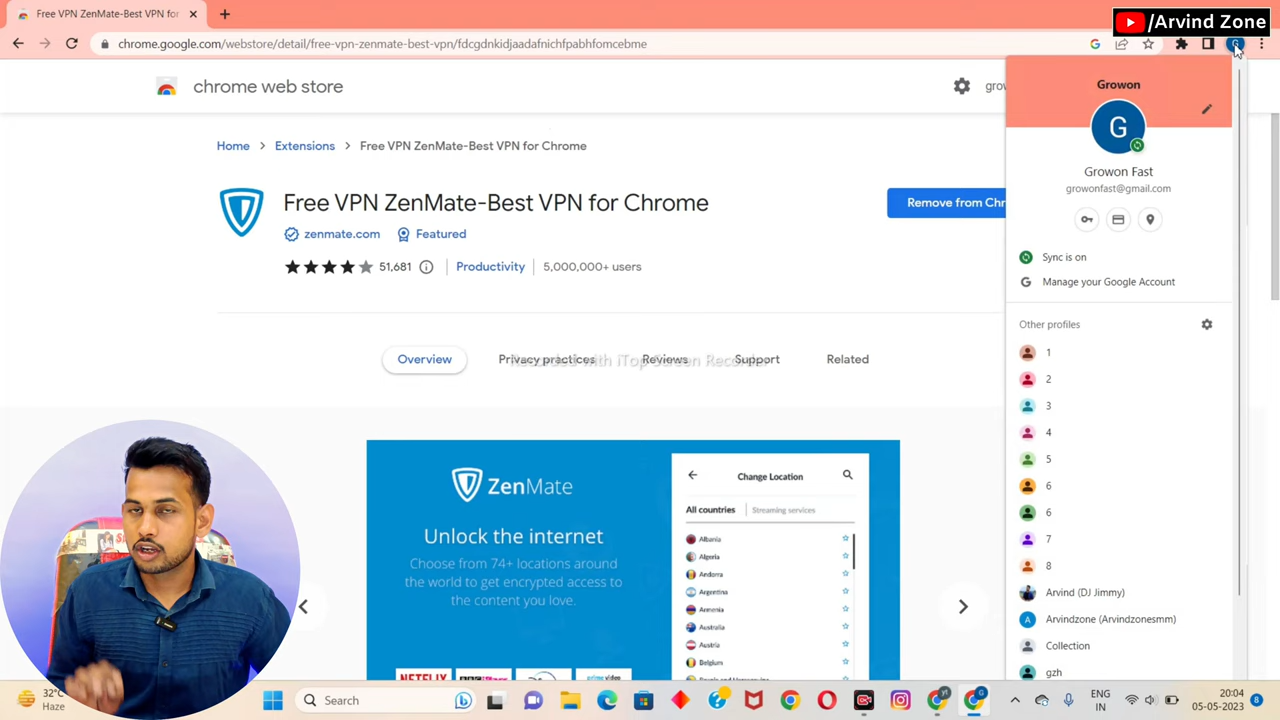 Free VPN ZenMate-Best VPN for
/Arvind Zone
chrome.google.com/webstore/detail/free-vpn-zenmate-best-vpn/fdcgdnkidjaadafnichfpabhfomcebme
G
chrome web store
grow
Home > Extensions > Free VPN ZenMate-Best VPN for Chrome
Free VPN ZenMate-Best VPN for Chrome
Remove from Chr
zenmate.com Featured
51,681 Productivity 5,000,000+ users
Overview Privacy practices Reviews Support Related
Recorded with iTop Screen Recorder
ZenMate
Unlock the internet
Choose from 74+ locations around
the world to get encrypted access to
the content you love.
NETFLIX
Change Location
All countries Streaming services
Albania
Algeria
Andorra
Argentina
Armenia
Australia
Austria
Belgium
Growon
G
Growon Fast
growonfast@gmail.com
Sync is on
G Manage your Google Account
Other profiles
1
2
3
4
5
6
6
7
8
Arvind (DJ Jimmy)
A Arvindzone (Arvindzonesmm)
Collection
gzh
32°C
Haze
Search
ENG
IN
20:04
05-05-2023
8